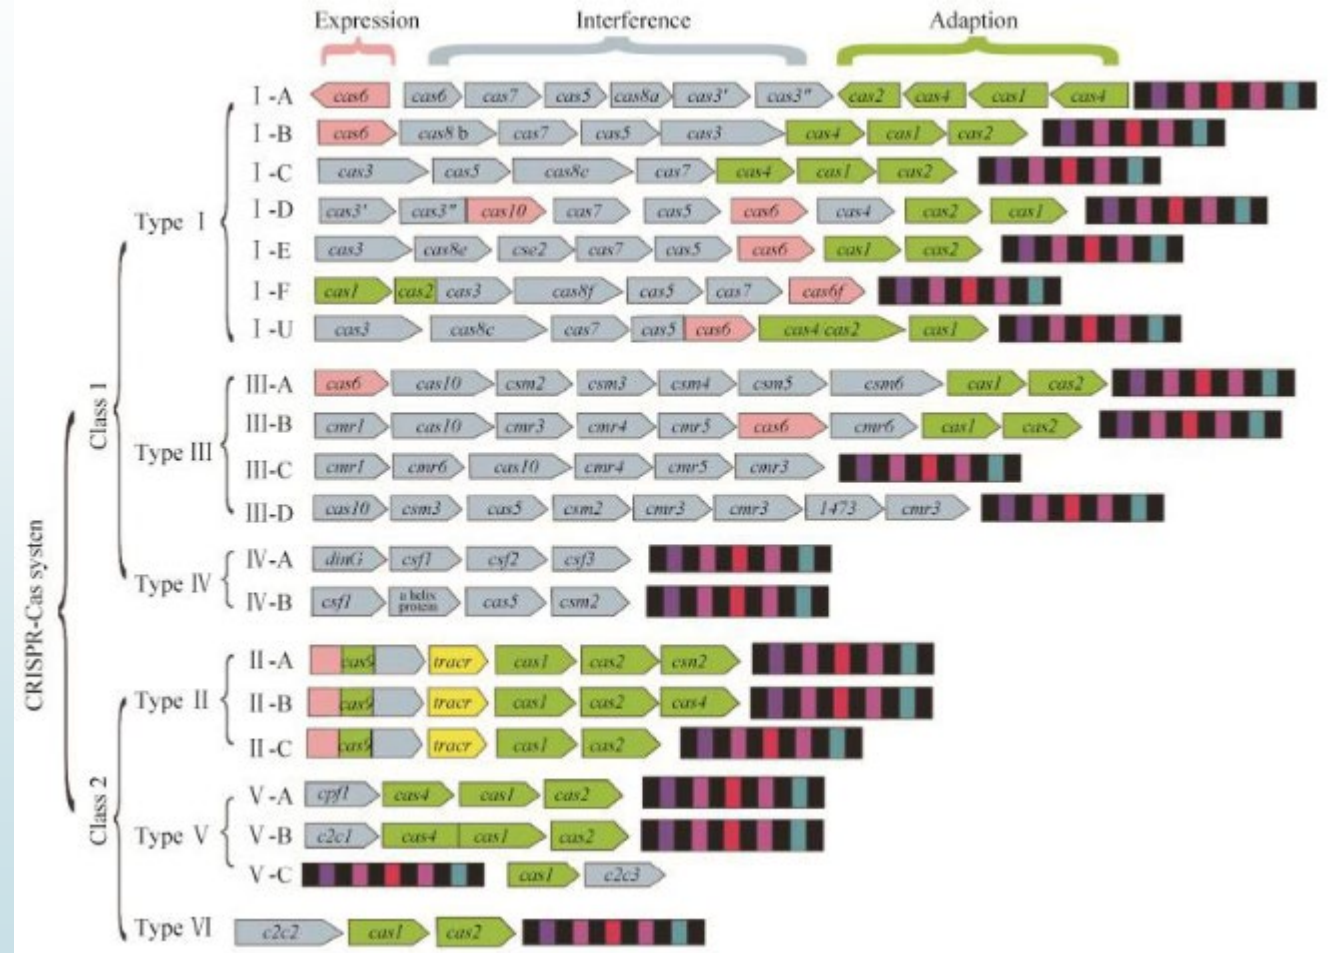 Expression Interference Adaption
I-A cas6 cas6 cas7 cas5 cas8a cas3' cas3" cas2 cas4 cas1 cas4
I-B cas6 cas8 b cas7 cas5 cas3 cas4 cas1 cas2
I-C cas3 cas5 cas8c cas7 cas4 cas1 cas2
Type I I-D cas3' cas3" cas10 cas7 cas5 cas6 cas4 cas2 cas1
I-E cas3 cas8e cse2 cas7 cas5 cas6 cas1 cas2
I-F cas1 cas2 cas3 cas8f cas5 cas7 cas6f
I-U cas3 cas8c cas7 cas5 cas6 cas4 cas2 cas1
Class 1
III-A cas6 cas10 csm2 csm3 csm4 csm5 csm6 cas1 cas2
III-B cmr1 cas10 cmr3 cmr4 cmr5 cas6 cmr6 cas1 cas2
Type III
III-C cmr1 cmr6 cas10 cmr4 cmr5 cmr3
III-D cas10 csm3 cas5 csm2 cmr3 cmr3 1473 cmr3
IV-A dinG csf1 csf2 csf3
Type IV
IV-B csf1 a helix protein cas5 csm2
CRISPR-Cas systen
II-A cas9 tracr cas1 cas2 csn2
Type II II-B cas9 tracr cas1 cas2 cas4
II-C cas9 tracr cas1 cas2
Class 2
V-A cpf1 cas4 cas1 cas2
Type V V-B c2c1 cas4 cas1 cas2
V-C cas1 c2c3
Type VI c2c2 cas1 cas2